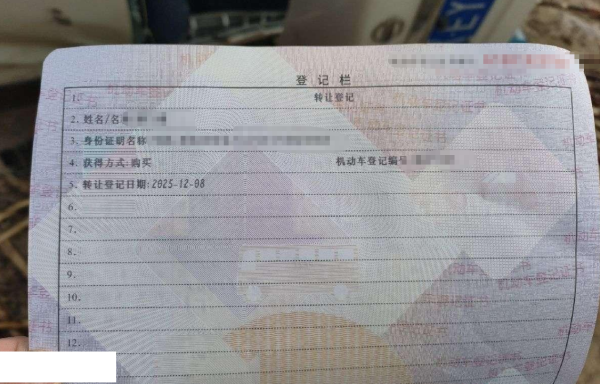 登记栏
1. 转让登记
2. 姓名/名
3. 身份证明名称
4. 获得方式:购买 机动车登记编号
5. 转让登记日期:2025-12-08
6.
7.
8.
9.
10.
11.
12.